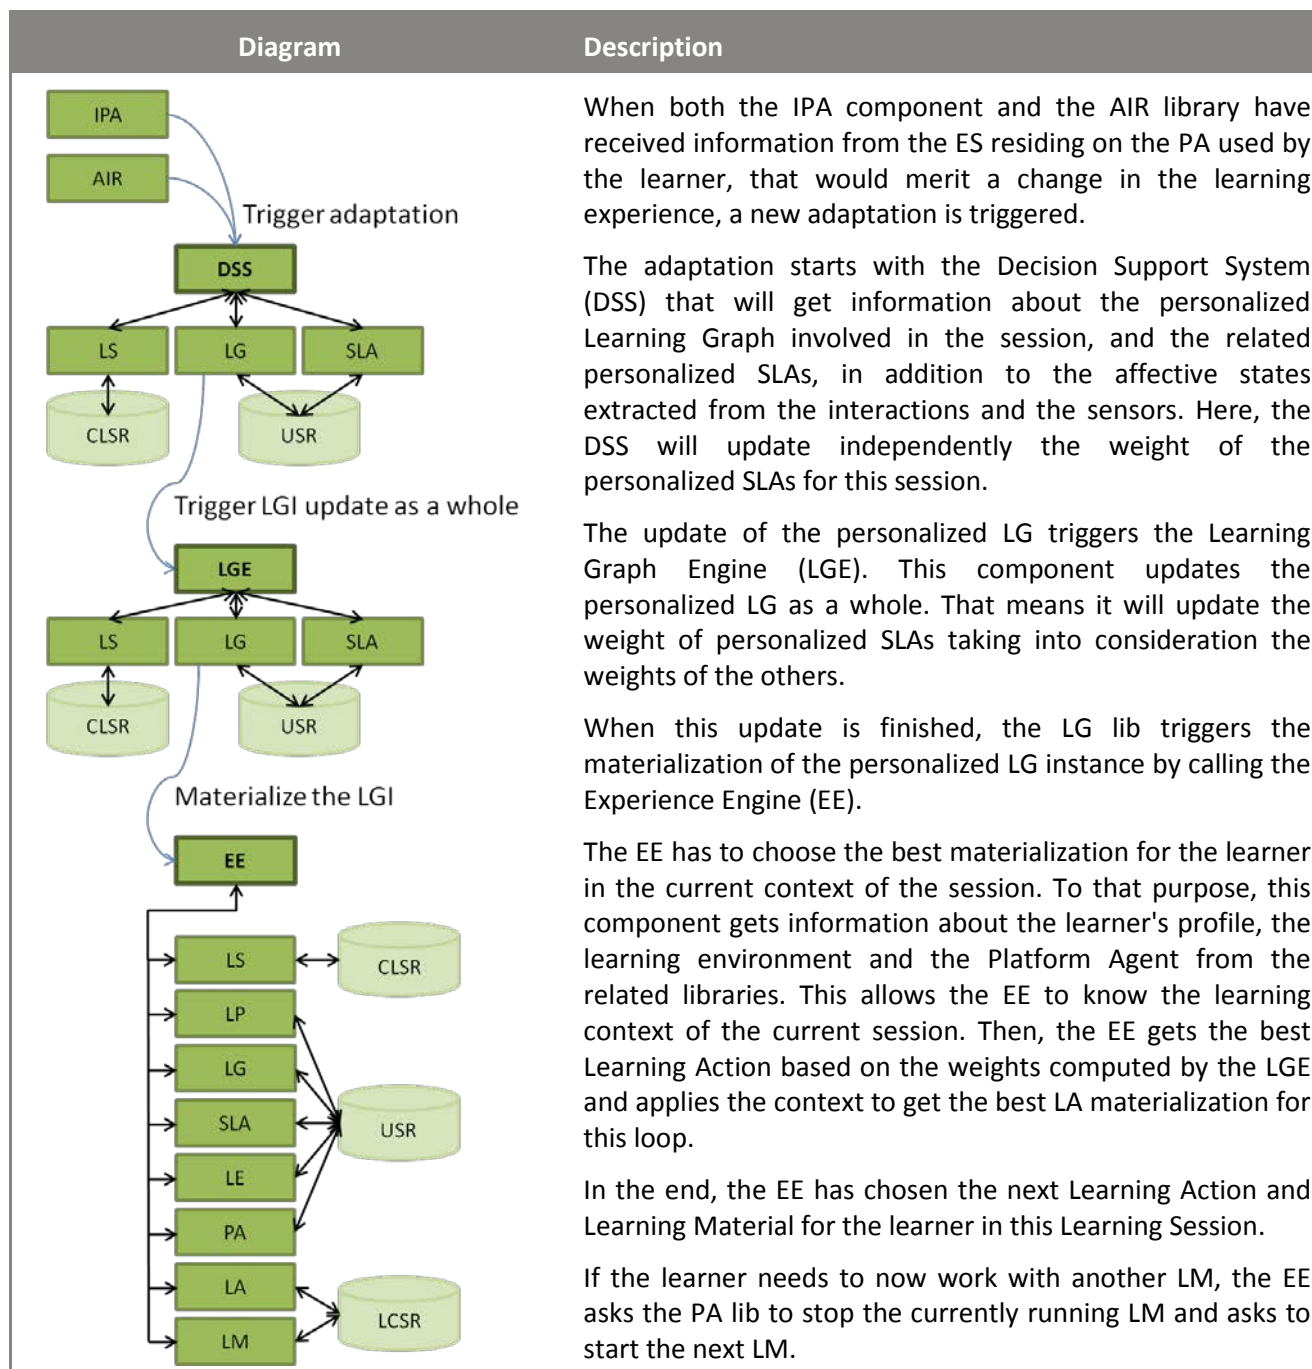 Diagram
Description
IPA
AIR
Trigger adaptation
DSS
LS
LG
SLA
CLSR
USR
Trigger LGI update as a whole
LGE
LS
LG
SLA
CLSR
USR
Materialize the LGI
EE
LS
CLSR
LP
LG
SLA
USR
LE
PA
LA
LCSR
LM
When both the IPA component and the AIR library have
received information from the ES residing on the PA used by
the learner, that would merit a change in the learning
experience, a new adaptation is triggered.
The adaptation starts with the Decision Support System
(DSS) that will get information about the personalized
Learning Graph involved in the session, and the related
personalized SLAs, in addition to the affective states
extracted from the interactions and the sensors. Here, the
DSS will update independently the weight of the
personalized SLAs for this session.
The update of the personalized LG triggers the Learning
Graph Engine (LGE). This component updates the
personalized LG as a whole. That means it will update the
weight of personalized SLAs taking into consideration the
weights of the others.
When this update is finished, the LG lib triggers the
materialization of the personalized LG instance by calling the
Experience Engine (EE).
The EE has to choose the best materialization for the learner
in the current context of the session. To that purpose, this
component gets information about the learner's profile, the
learning environment and the Platform Agent from the
related libraries. This allows the EE to know the learning
context of the current session. Then, the EE gets the best
Learning Action based on the weights computed by the LGE
and applies the context to get the best LA materialization for
this loop.
In the end, the EE has chosen the next Learning Action and
Learning Material for the learner in this Learning Session.
If the learner needs to now work with another LM, the EE
asks the PA lib to stop the currently running LM and asks to
start the next LM.